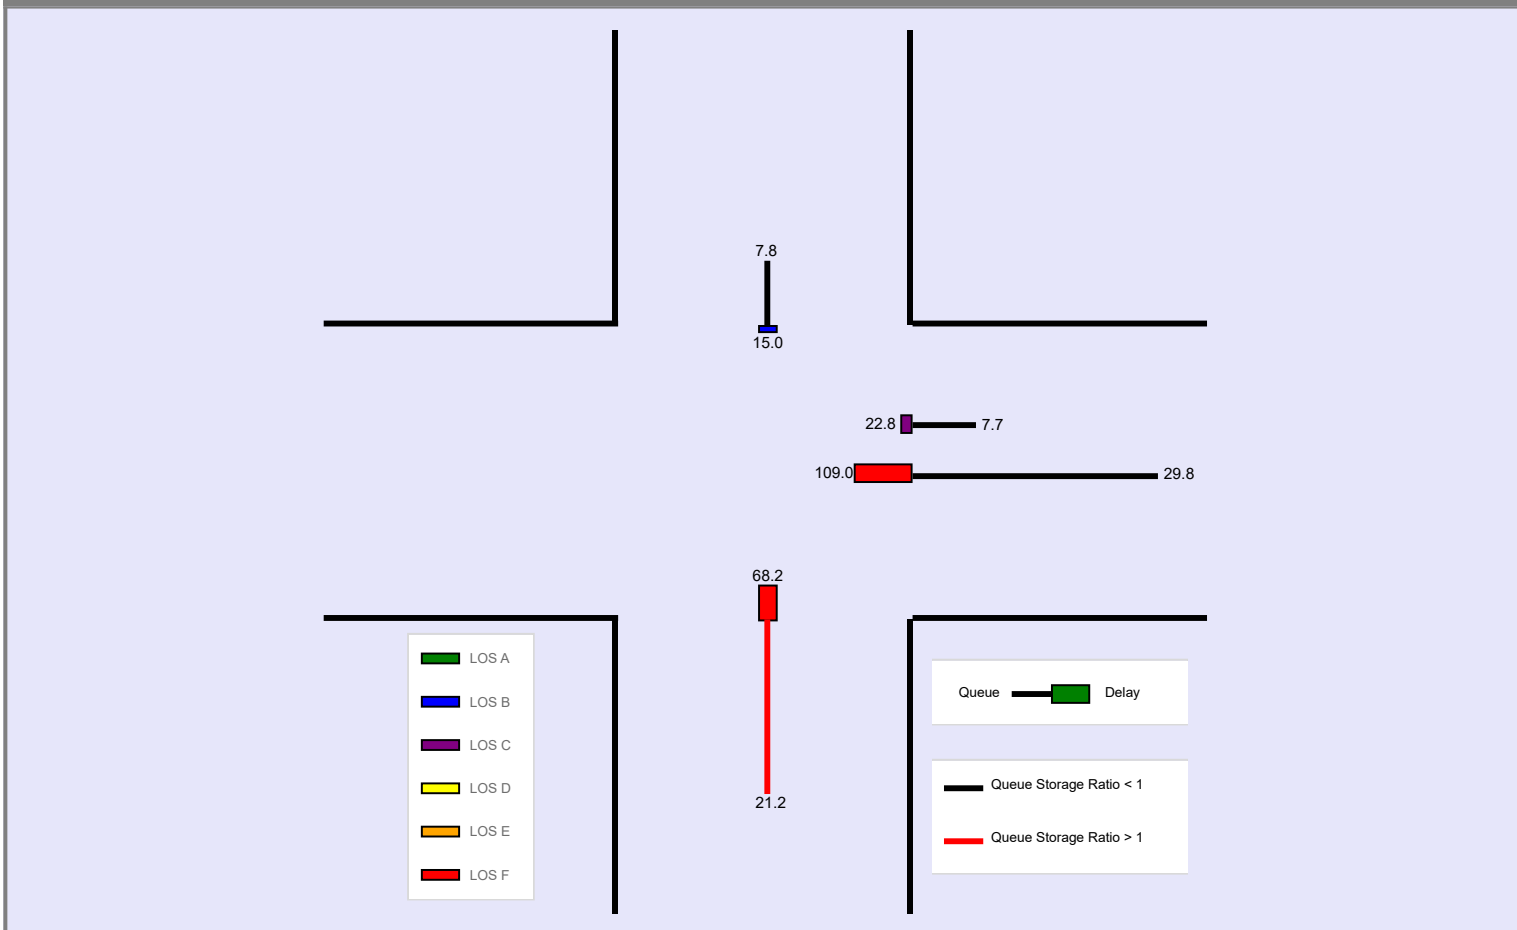 7.8
15.0
22.8
7.7
109.0
29.8
68.2
21.2
LOS A
LOS B
LOS C
LOS D
LOS E
LOS F
Queue Delay
Queue Storage Ratio < 1
Queue Storage Ratio > 1